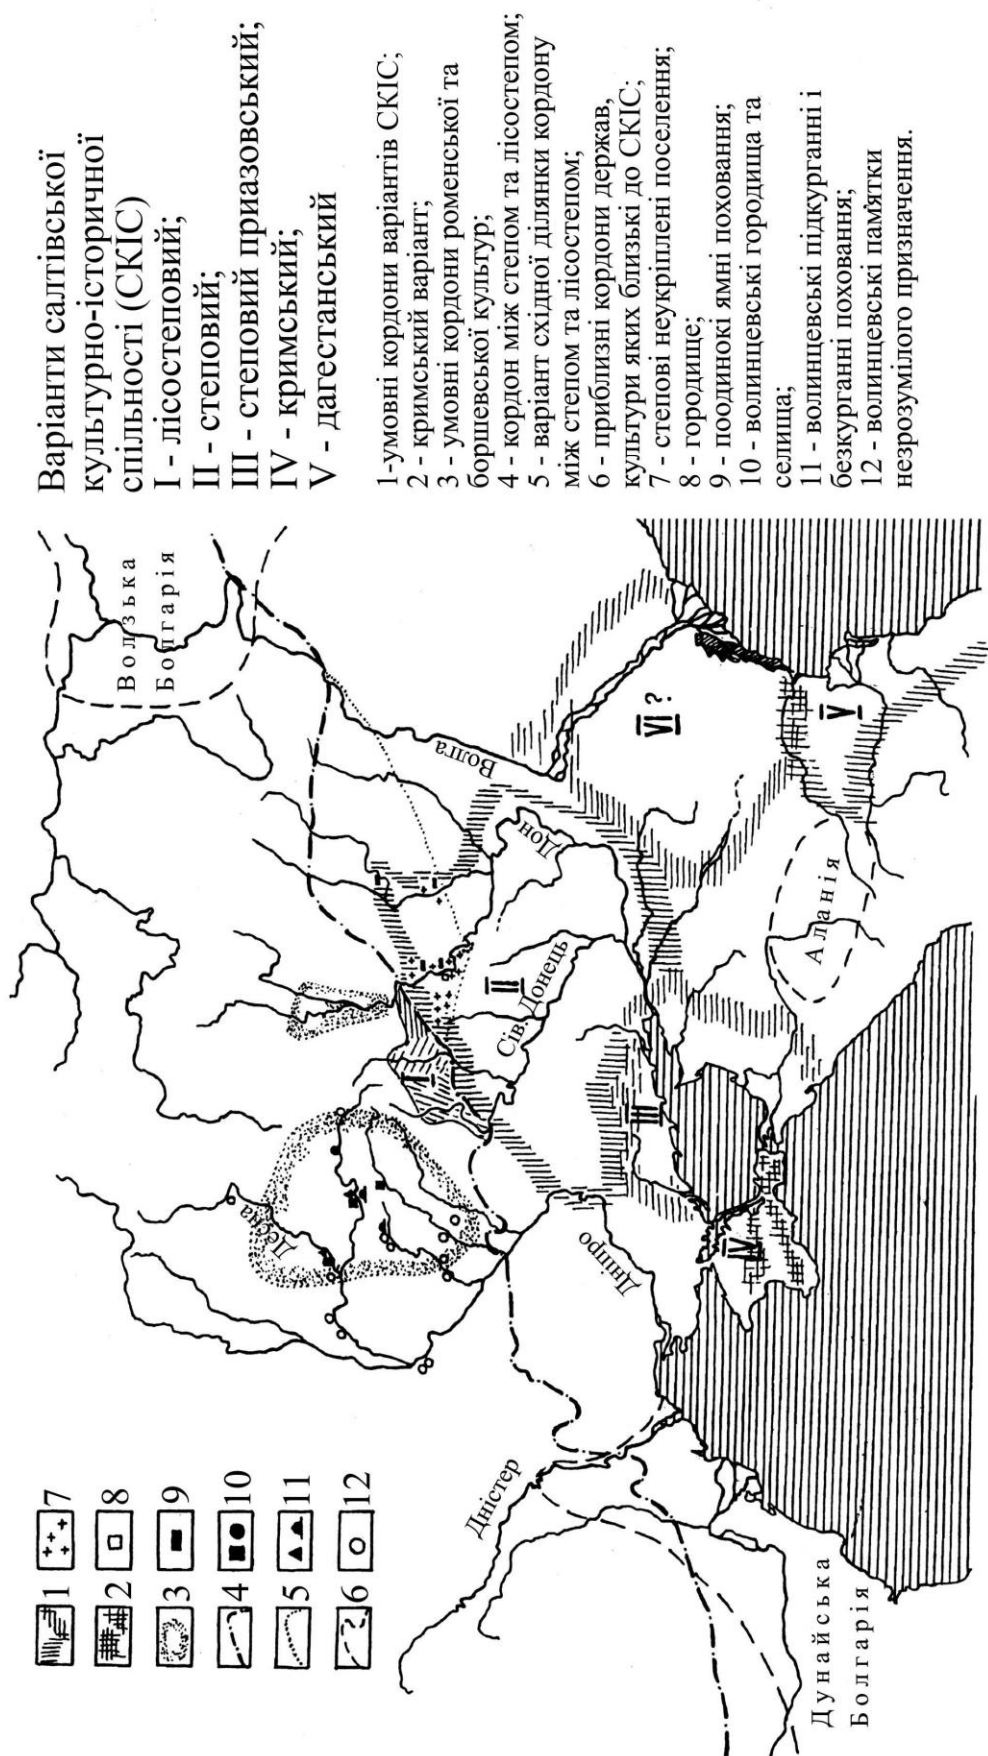 Варіанти салтівської
культурно-історичної
спільності (СКІС)
I - лісостеповий;
II - степовий;
III - степовий приазовський;
IV - кримський;
V - дагестанський
1-умовні кордони варіантів СКІС;
2 - кримський варіант;
3 - умовні кордони роменської та
боршевської культур;
4 - кордон між степом та лісостепом;
5 - варіант східної ділянки кордону
між степом та лісостепом;
6 - приблизні кордони держав,
культури яких близькі до СКІС;
7 - степові неукріплені поселення;
8 - городище;
9 - поодинокі ямні поховання;
10 - волинцевські городища та
селища;
11 - волинцевські підкурганні і
безкурганні поховання;
12 - волинцевські пам'ятки
незрозумілого призначення.
1
2
3
4
5
6
7
8
9
10
11
12
Волзька
Болгарія
Волга
Дон
Сів. Донець
Десна
Дніпро
Дністер
Аланія
Дунайська
Болгарія
I
II
III
IV
V
VI ?